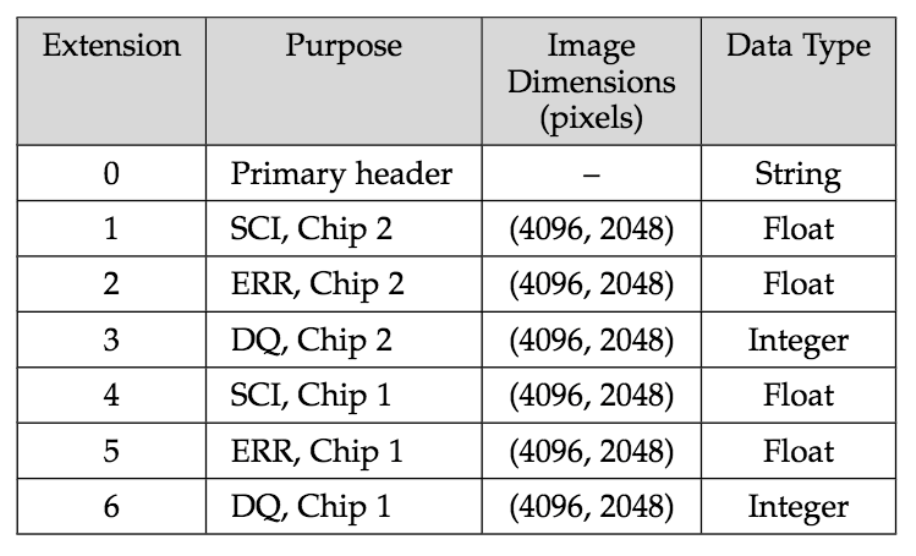 Extension Purpose Image Dimensions (pixels) Data Type
0 Primary header – String
1 SCI, Chip 2 (4096, 2048) Float
2 ERR, Chip 2 (4096, 2048) Float
3 DQ, Chip 2 (4096, 2048) Integer
4 SCI, Chip 1 (4096, 2048) Float
5 ERR, Chip 1 (4096, 2048) Float
6 DQ, Chip 1 (4096, 2048) Integer